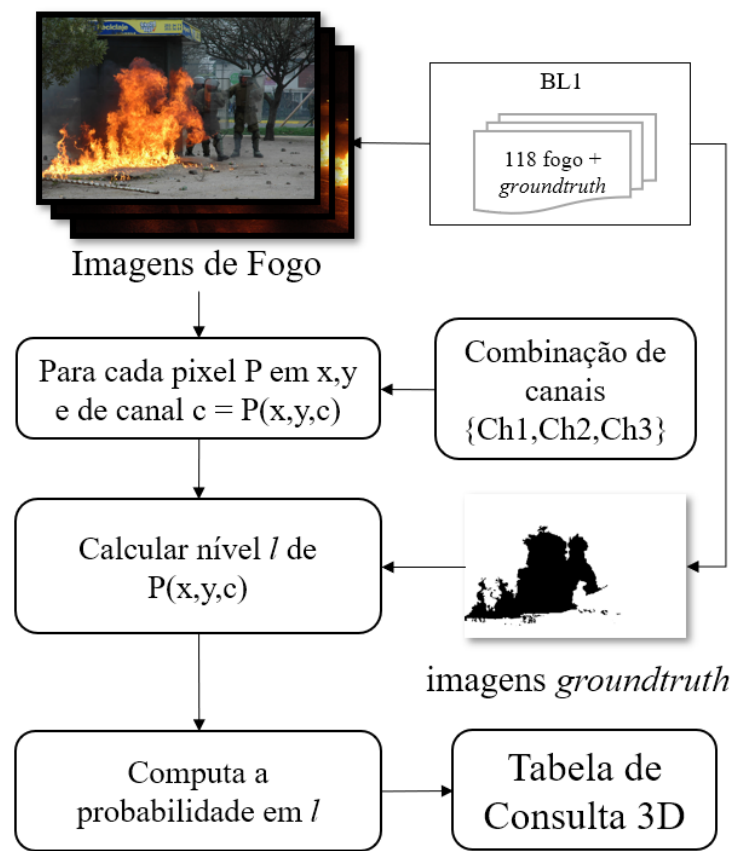 reciclaje
BL1
118 fogo +
groundtruth
Imagens de Fogo
Para cada pixel P em x,y
e de canal c = P(x,y,c)
Combinação de
canais
{Ch1,Ch2,Ch3}
Calcular nível l de
P(x,y,c)
imagens groundtruth
Computa a
probabilidade em l
Tabela de
Consulta 3D